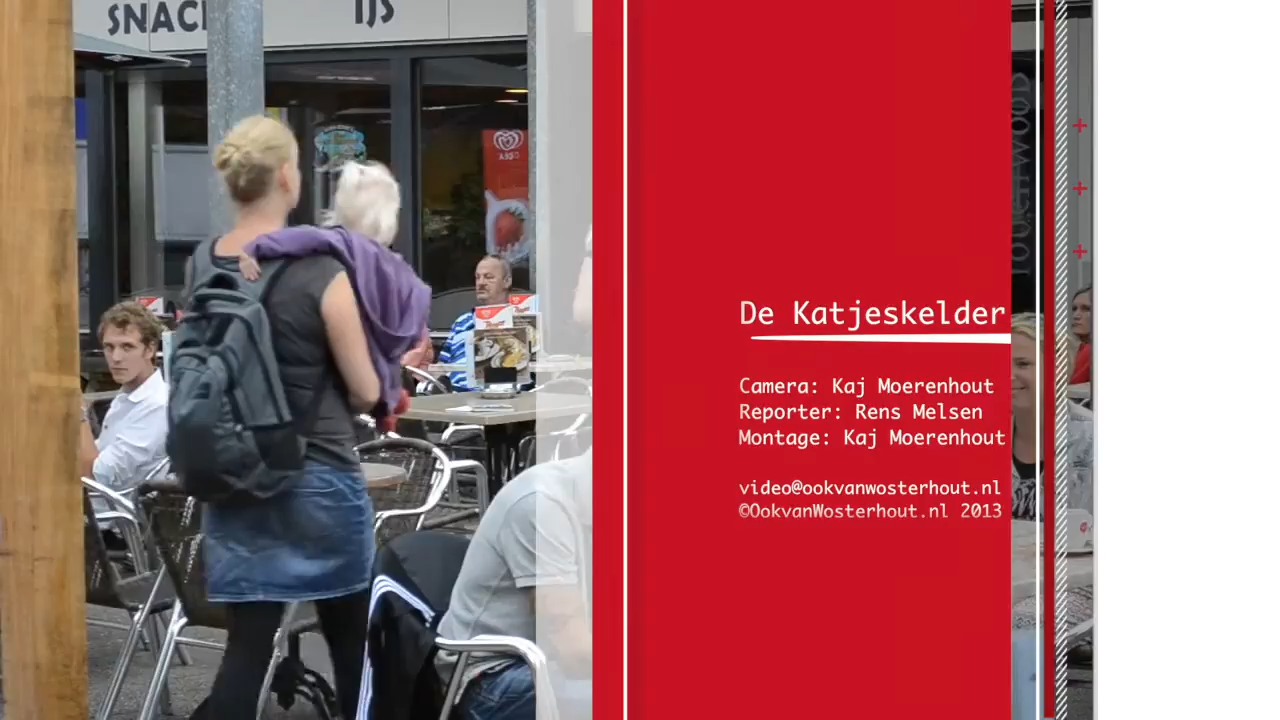 SNACK
IJS
De Katjeskelder
Camera: Kaj Moerenhout
Reporter: Rens Melsen
Montage: Kaj Moerenhout
video@ookvanwosterhout.nl
©OokvanWosterhout.nl 2013